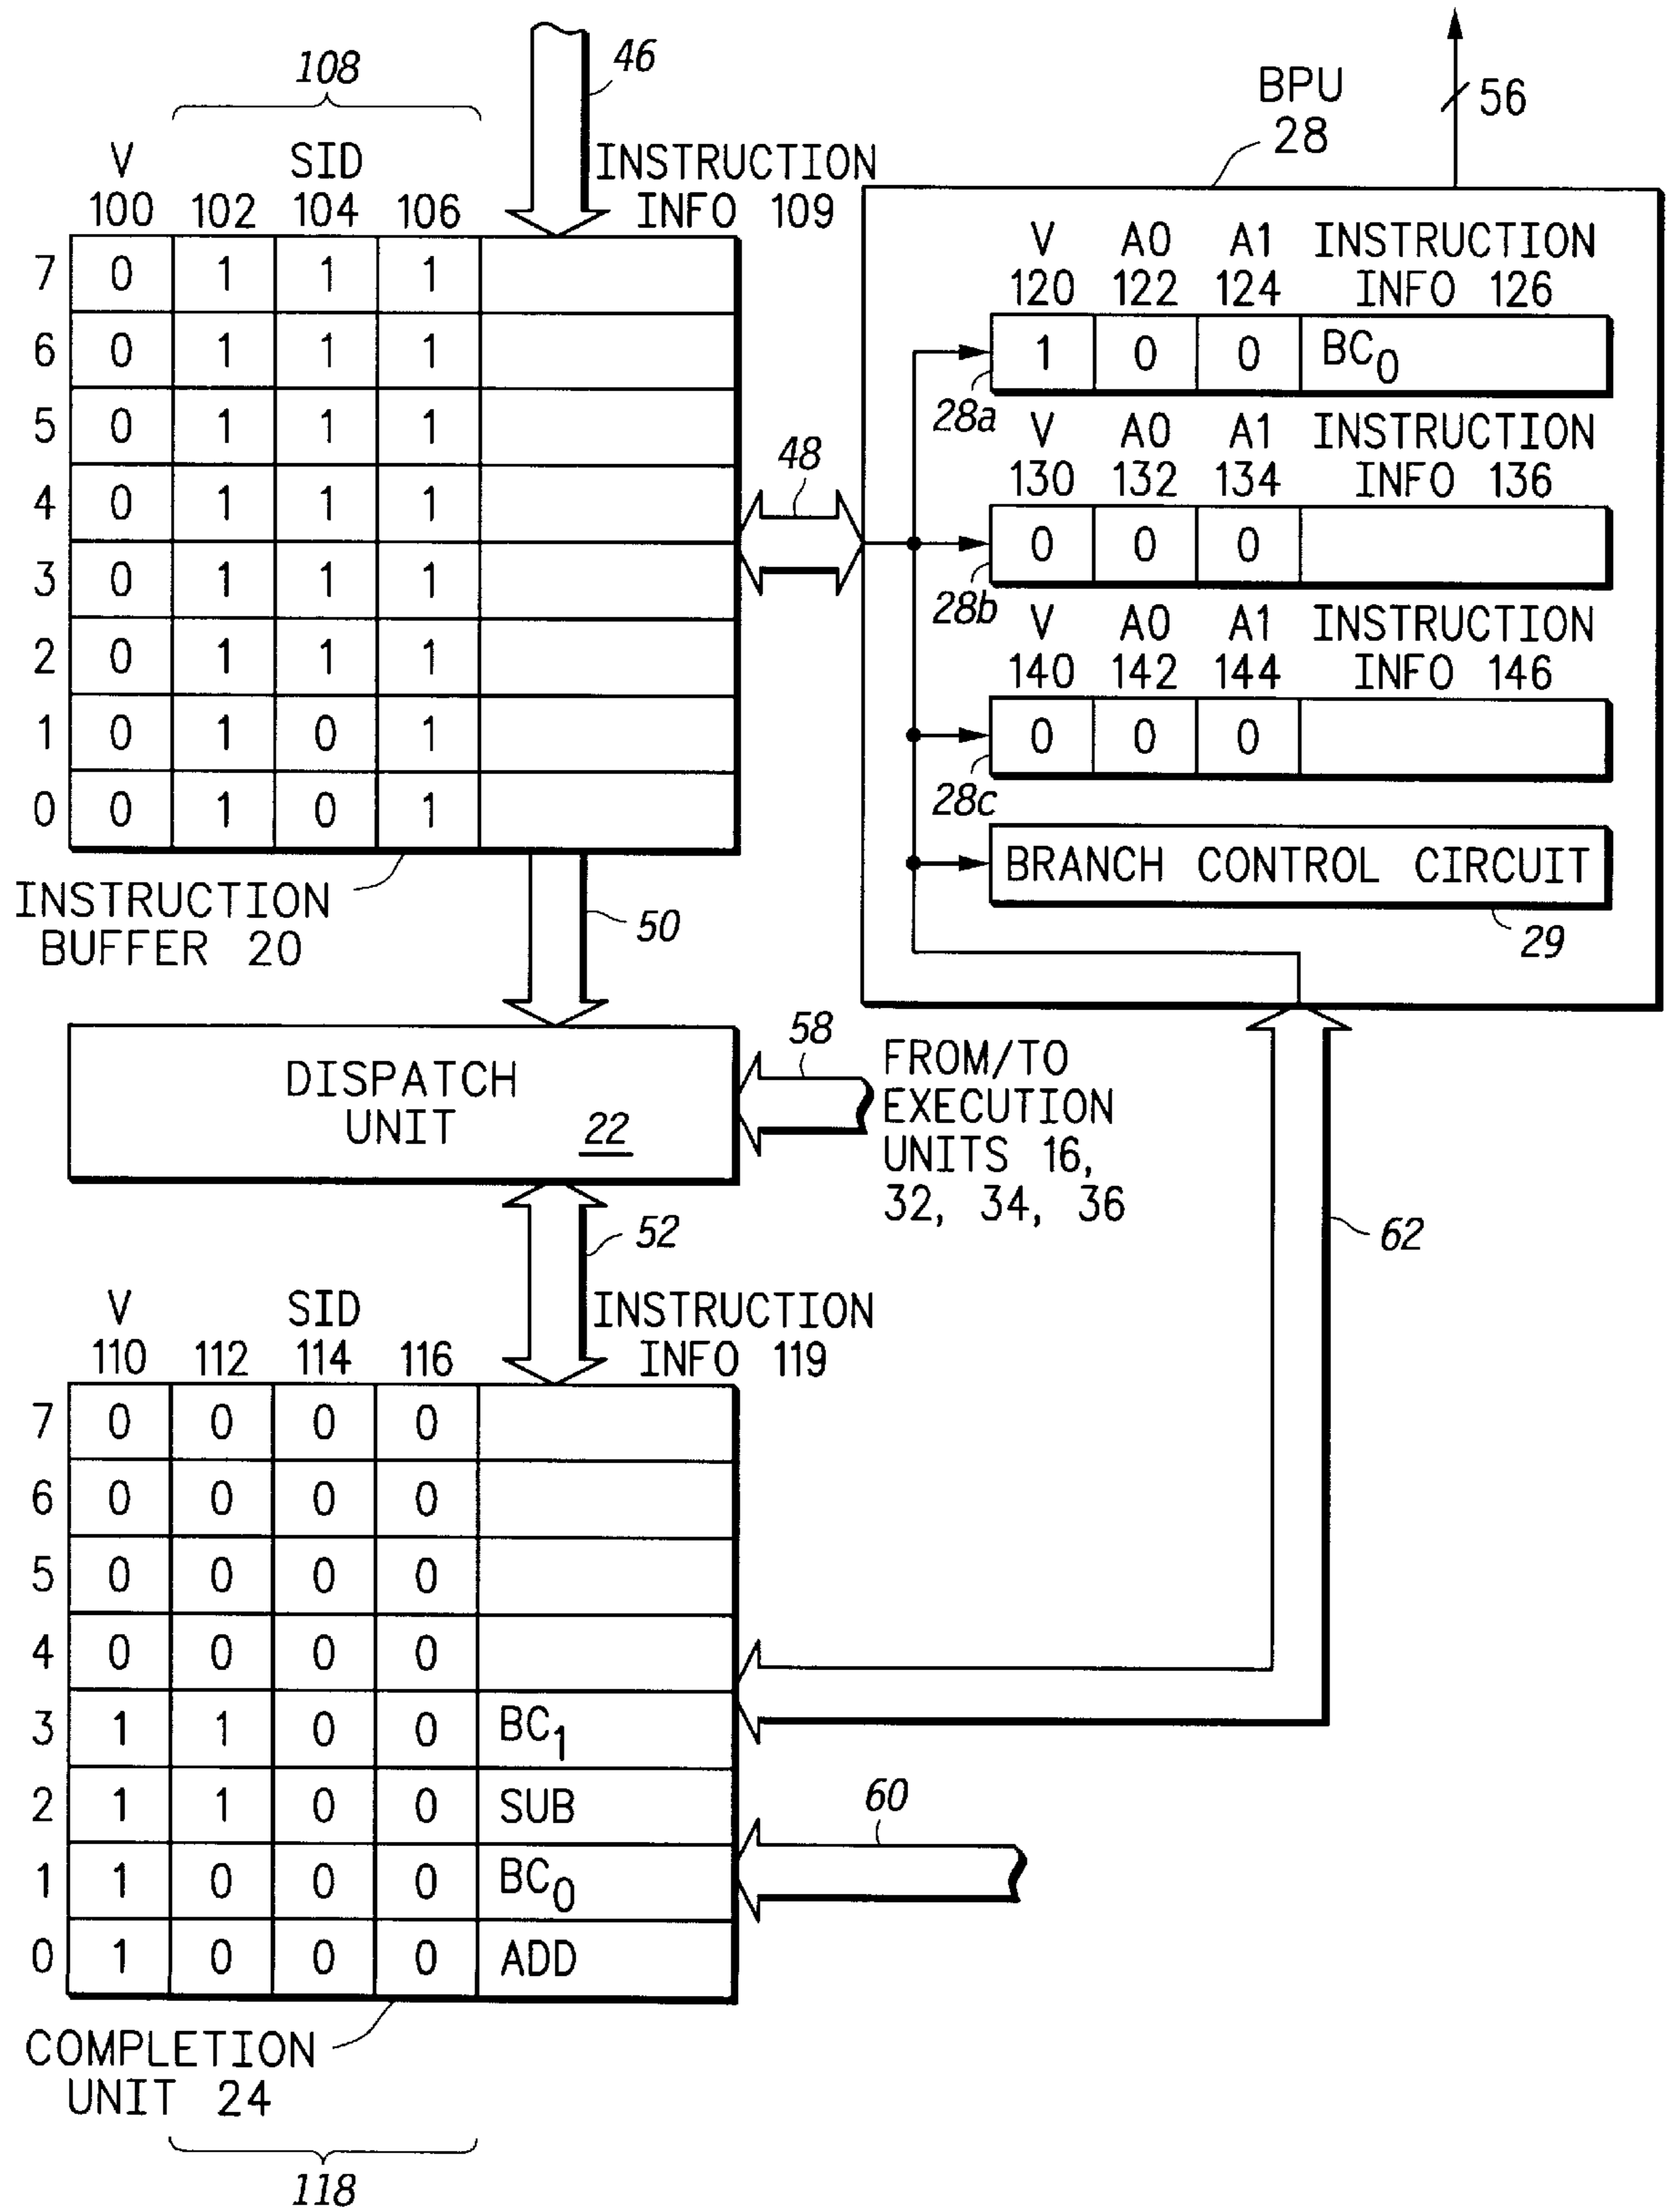 108
46
V SID INSTRUCTION
100 102 104 106 INFO 109
7 0 1 1 1
6 0 1 1 1
5 0 1 1 1
4 0 1 1 1
3 0 1 1 1
2 0 1 1 1
1 0 1 0 1
0 0 1 0 1
INSTRUCTION
BUFFER 20
48
50
BPU
28
56
V A0 A1 INSTRUCTION
120 122 124 INFO 126
1 0 0 BC0
28a
V A0 A1 INSTRUCTION
130 132 134 INFO 136
0 0 0
28b
V A0 A1 INSTRUCTION
140 142 144 INFO 146
0 0 0
28c
BRANCH CONTROL CIRCUIT
29
DISPATCH
UNIT 22
58
FROM/TO
EXECUTION
UNITS 16,
32, 34, 36
52
62
V SID INSTRUCTION
110 112 114 116 INFO 119
7 0 0 0 0
6 0 0 0 0
5 0 0 0 0
4 0 0 0 0
3 1 1 0 0 BC1
2 1 1 0 0 SUB
1 1 0 0 0 BC0
0 1 0 0 0 ADD
60
COMPLETION
UNIT 24
118